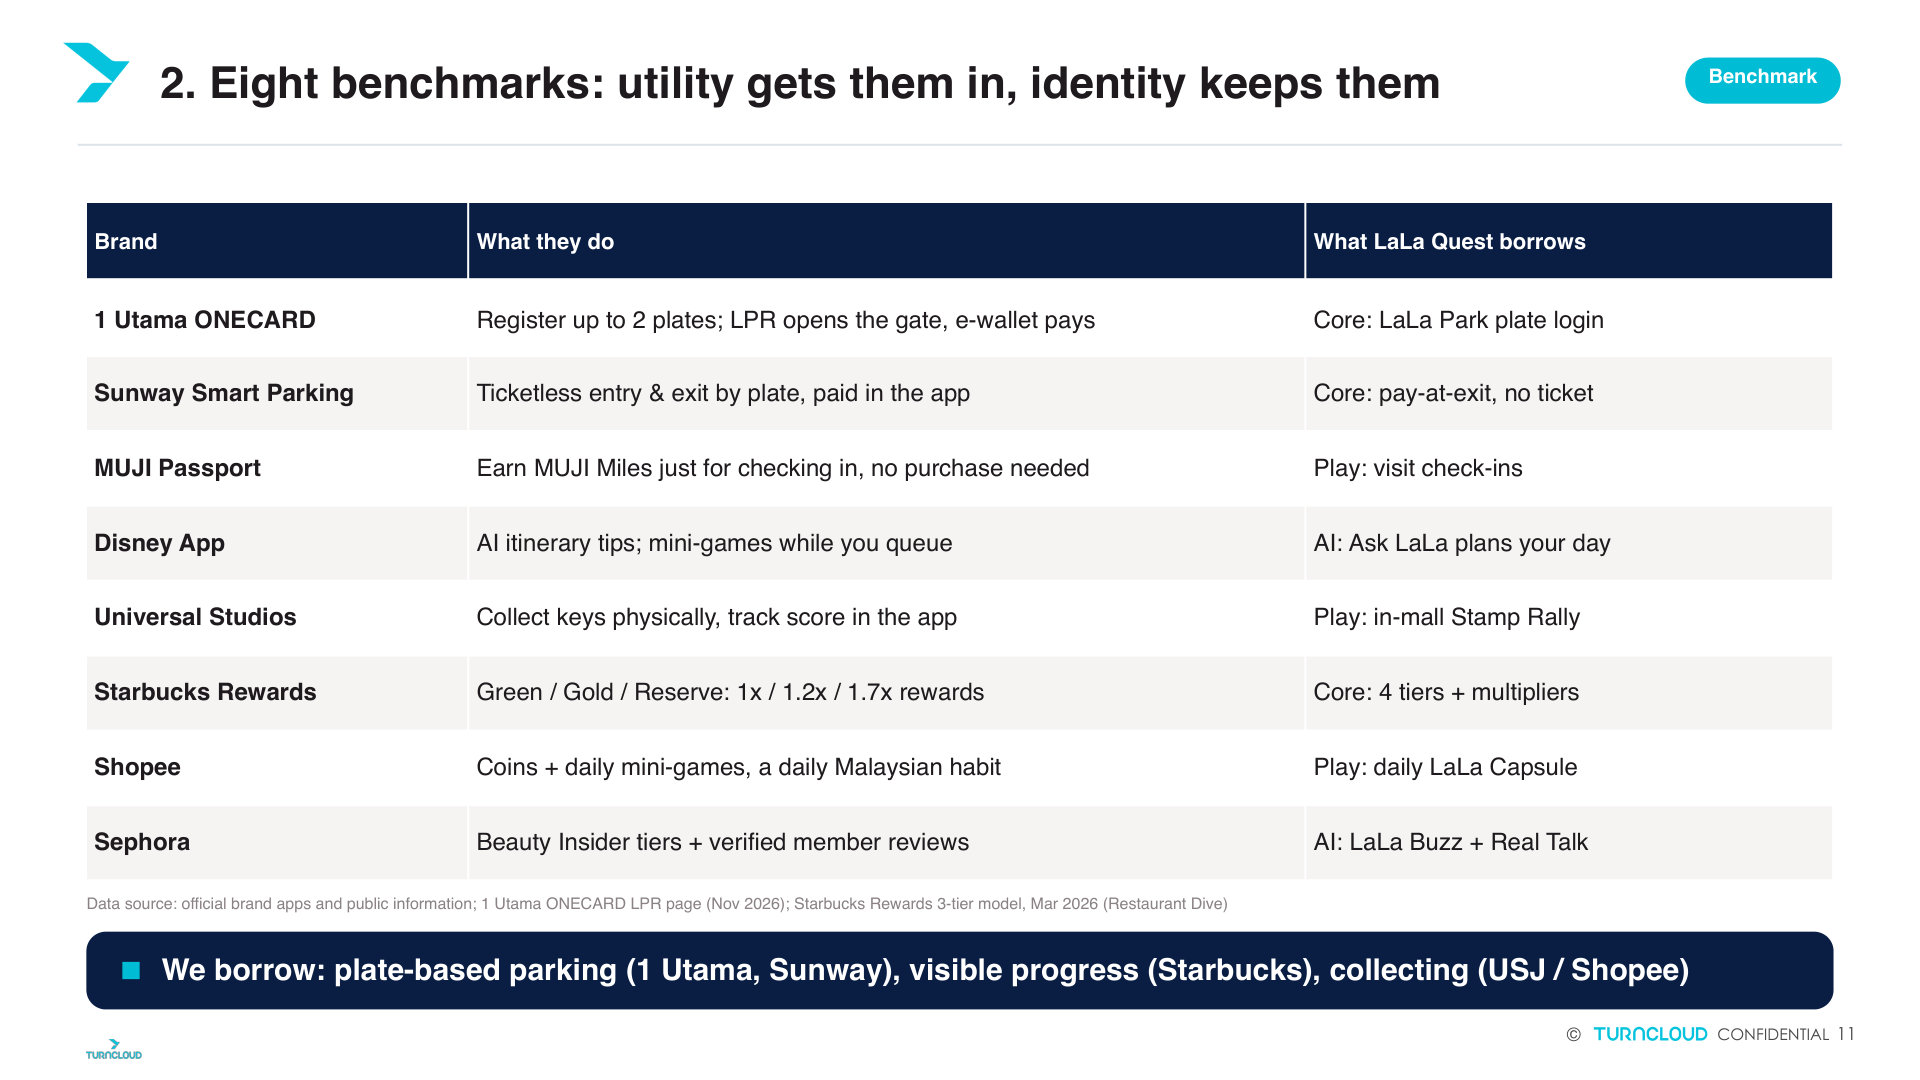 2. Eight benchmarks: utility gets them in, identity keeps them
Benchmark
Brand
What they do
What LaLa Quest borrows
1 Utama ONECARD
Register up to 2 plates; LPR opens the gate, e-wallet pays
Core: LaLa Park plate login
Sunway Smart Parking
Ticketless entry & exit by plate, paid in the app
Core: pay-at-exit, no ticket
MUJI Passport
Earn MUJI Miles just for checking in, no purchase needed
Play: visit check-ins
Disney App
AI itinerary tips; mini-games while you queue
AI: Ask LaLa plans your day
Universal Studios
Collect keys physically, track score in the app
Play: in-mall Stamp Rally
Starbucks Rewards
Green / Gold / Reserve: 1x / 1.2x / 1.7x rewards
Core: 4 tiers + multipliers
Shopee
Coins + daily mini-games, a daily Malaysian habit
Play: daily LaLa Capsule
Sephora
Beauty Insider tiers + verified member reviews
AI: LaLa Buzz + Real Talk
Data source: official brand apps and public information; 1 Utama ONECARD LPR page (Nov 2026); Starbucks Rewards 3-tier model, Mar 2026 (Restaurant Dive)
We borrow: plate-based parking (1 Utama, Sunway), visible progress (Starbucks), collecting (USJ / Shopee)
TURNCLOUD
© TURNCLOUD CONFIDENTIAL 11